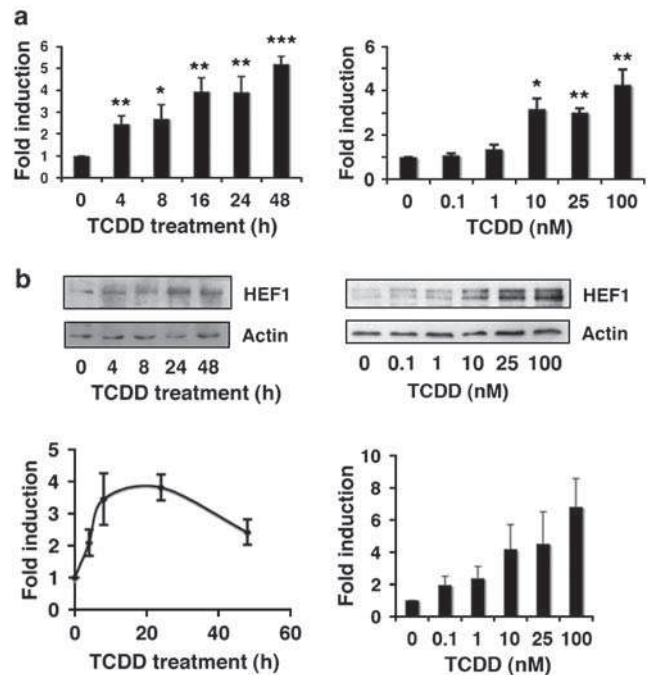 a
Fold induction
6
5
4
3
2
1
0
** * ** ** ***
0 4 8 16 24 48
TCDD treatment (h)
Fold induction
6
4
2
0
* ** **
0 0.1 1 10 25 100
TCDD (nM)
b
HEF1
Actin
0 4 8 24 48
TCDD treatment (h)
HEF1
Actin
0 0.1 1 10 25 100
TCDD (nM)
Fold induction
5
4
3
2
1
0
0 20 40 60
TCDD treatment (h)
Fold induction
10
8
6
4
2
0
0 0.1 1 10 25 100
TCDD (nM)